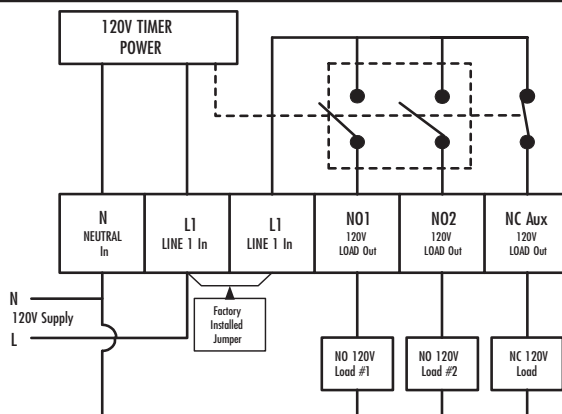 120V TIMER
POWER
N
NEUTRAL
In
L1
LINE 1 In
L1
LINE 1 In
NO1
120V
LOAD Out
NO2
120V
LOAD Out
NC Aux
120V
LOAD Out
N
120V Supply
L
Factory
Installed
Jumper
NO 120V
Load #1
NO 120V
Load #2
NC 120V
Load